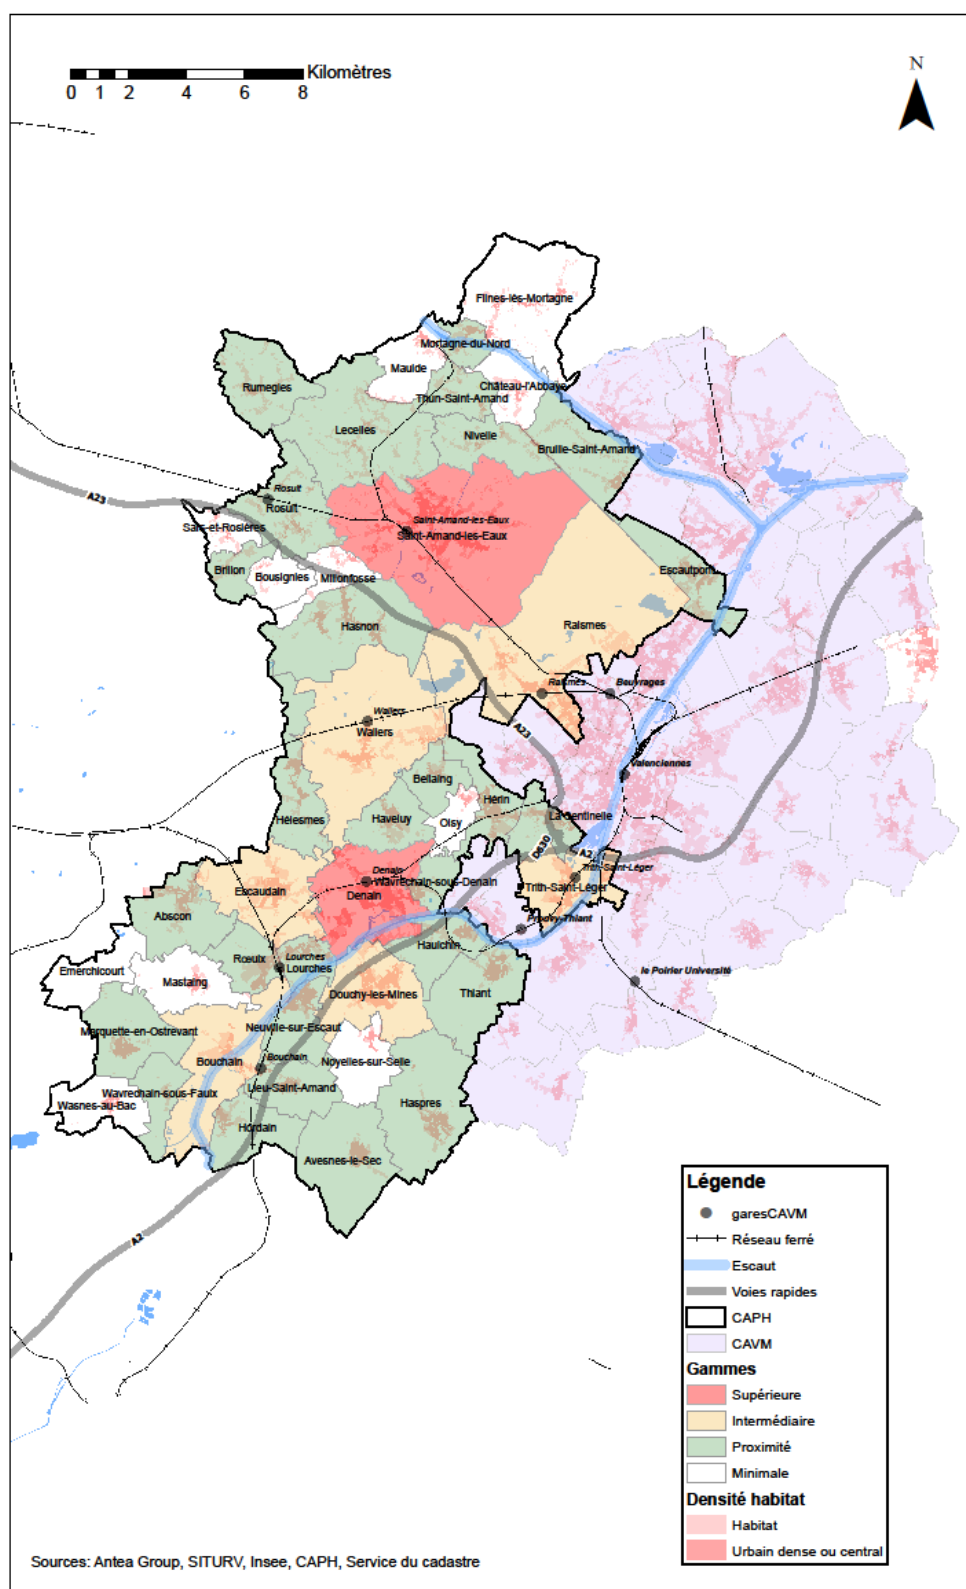 Kilomètres
0 1 2 4 6 8
N
Flines-lès-Mortagne
Mortagne-du-Nord
Maulde
Château-l'Abbaye
Rumegies
Thun-Saint-Amand
Lecelles
Nivelle
Bruille-Saint-Amand
A23
Rosult
Rosult
Sars-et-Rosières
Saint-Amand-les-Eaux
Saint-Amand-les-Eaux
Brillon
Bousignies
Millonfosse
Escautpont
Hasnon
Raismes
Raismes
Beuvrages
Wallers
Wallers
A23
Valenciennes
Bellaing
Hérin
Oisy
Hélesmes
Haveluy
La Sentinelle
D630
A2
Trith-Saint-Léger
Denain
Wavrechain-sous-Denain
Escaudain
Denain
Trith-Saint-Léger
Abscon
Prouvy-Thiant
Haulchin
Rœulx
Lourches
Lourches
Emerchicourt
Mastaing
le Poirier Université
Douchy-les-Mines
Thiant
Marquette-en-Ostrevant
Neuville-sur-Escaut
Bouchain
Bouchain
Noyelles-sur-Selle
Wavrechain-sous-Faulx
Lieu-Saint-Amand
Wasnes-au-Bac
Haspres
Hordain
Avesnes-le-Sec
A2
Légende
garesCAVM
Réseau ferré
Escaut
Voies rapides
CAPH
CAVM
Gammes
Supérieure
Intermédiaire
Proximité
Minimale
Densité habitat
Habitat
Urbain dense ou central
Sources: Antea Group, SITURV, Insee, CAPH, Service du cadastre